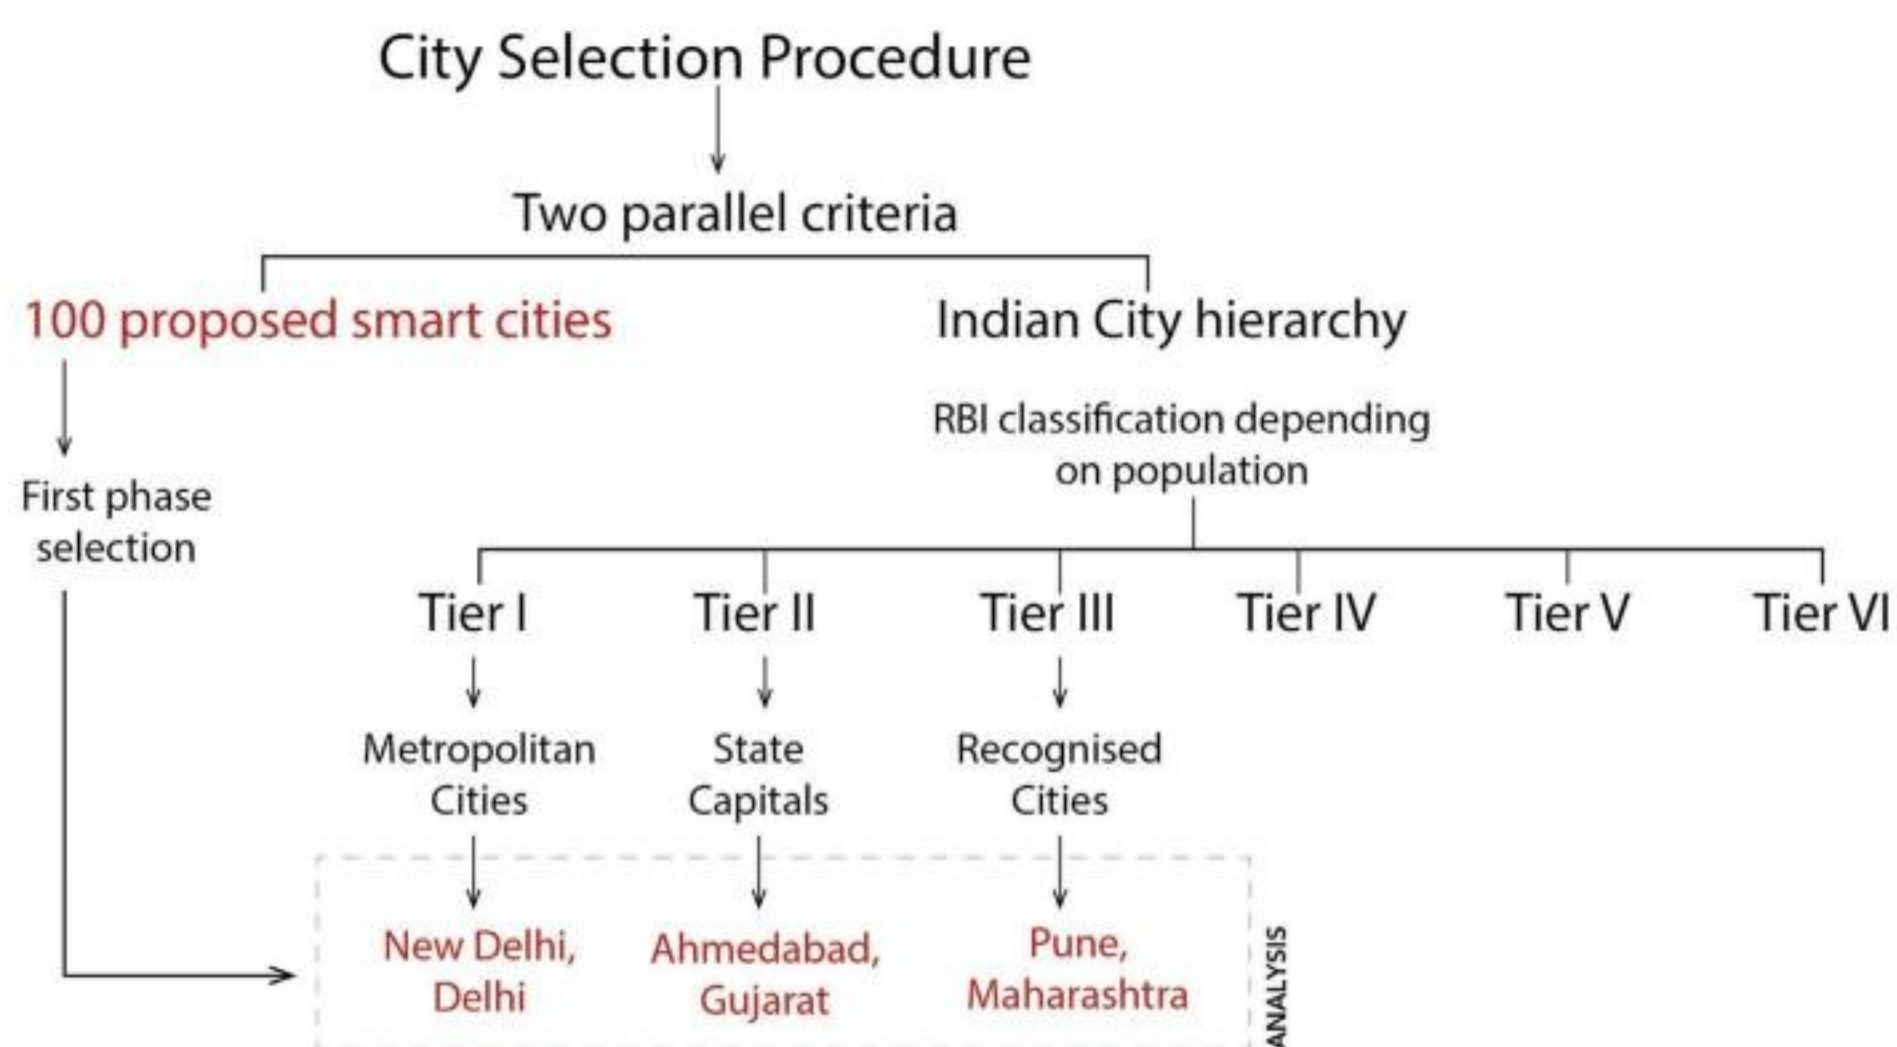 City Selection Procedure
Two parallel criteria
100 proposed smart cities
Indian City hierarchy
RBI classification depending
on population
First phase
selection
Tier I
Tier II
Tier III
Tier IV
Tier V
Tier VI
Metropolitan
Cities
State
Capitals
Recognised
Cities
New Delhi,
Delhi
Ahmedabad,
Gujarat
Pune,
Maharashtra
ANALYSIS